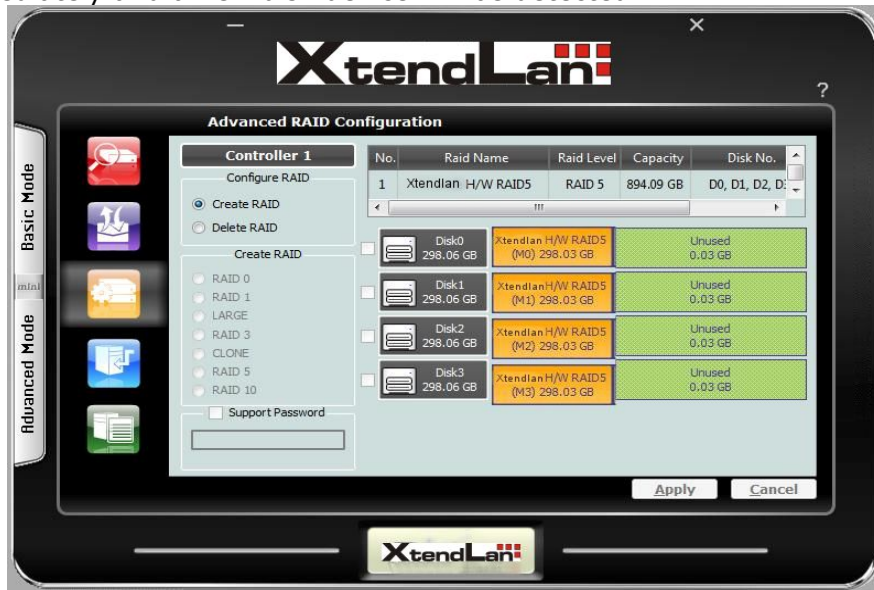 XtendLan
?
Advanced RAID Configuration
Basic Mode
mini
Advanced Mode
Controller 1
Configure RAID
Create RAID
Delete RAID
Create RAID
RAID 0
RAID 1
LARGE
RAID 3
CLONE
RAID 5
RAID 10
Support Password
No. Raid Name Raid Level Capacity Disk No.
1 Xtendlan H/W RAID5 RAID 5 894.09 GB D0, D1, D2, D3
Disk0 Xtendlan H/W RAID5 Unused
298.06 GB (M0) 298.03 GB 0.03 GB
Disk1 Xtendlan H/W RAID5 Unused
298.06 GB (M1) 298.03 GB 0.03 GB
Disk2 Xtendlan H/W RAID5 Unused
298.06 GB (M2) 298.03 GB 0.03 GB
Disk3 Xtendlan H/W RAID5 Unused
298.06 GB (M3) 298.03 GB 0.03 GB
Apply Cancel
XtendLan